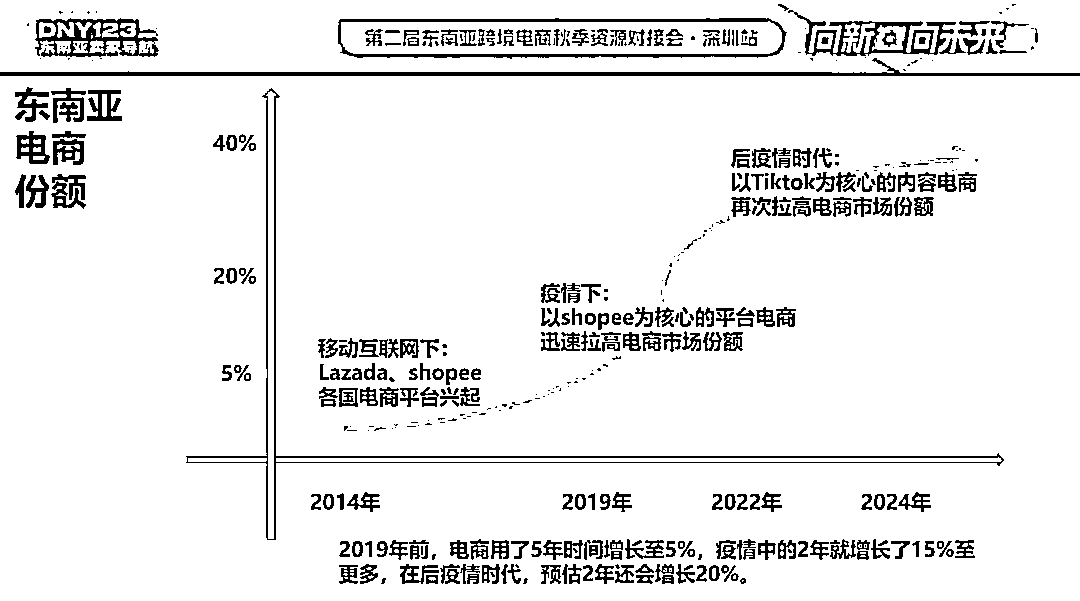 DNY123
东南亚卖家导航
第二届东南亚跨境电商秋季资源对接会·深圳站
向新 向未来
东南亚
电商
份额
40%
后疫情时代：
以Tiktok为核心的内容电商
再次拉高电商市场份额
20%
疫情下：
以shopee为核心的平台电商
迅速拉高电商市场份额
移动互联网下：
Lazada、shopee
各国电商平台兴起
5%
2014年
2019年
2022年
2024年
2019年前，电商用了5年时间增长至5%，疫情中的2年就增长了15%至
更多，在后疫情时代，预估2年还会增长20%。